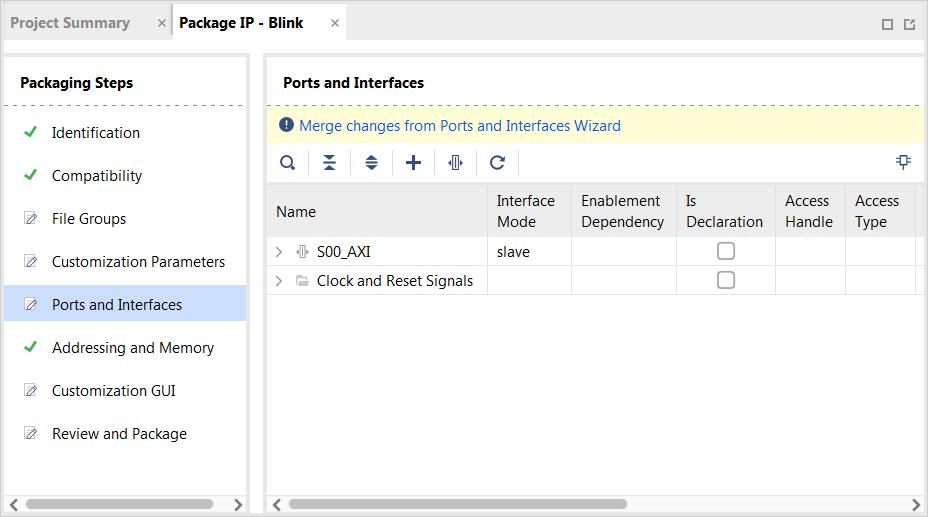 Project Summary
Package IP - Blink
Packaging Steps
Identification
Compatibility
File Groups
Customization Parameters
Ports and Interfaces
Addressing and Memory
Customization GUI
Review and Package
Ports and Interfaces
Merge changes from Ports and Interfaces Wizard
Name
Interface
Mode
Enablement
Dependency
Is
Declaration
Access
Handle
Access
Type
S00_AXI
slave
Clock and Reset Signals